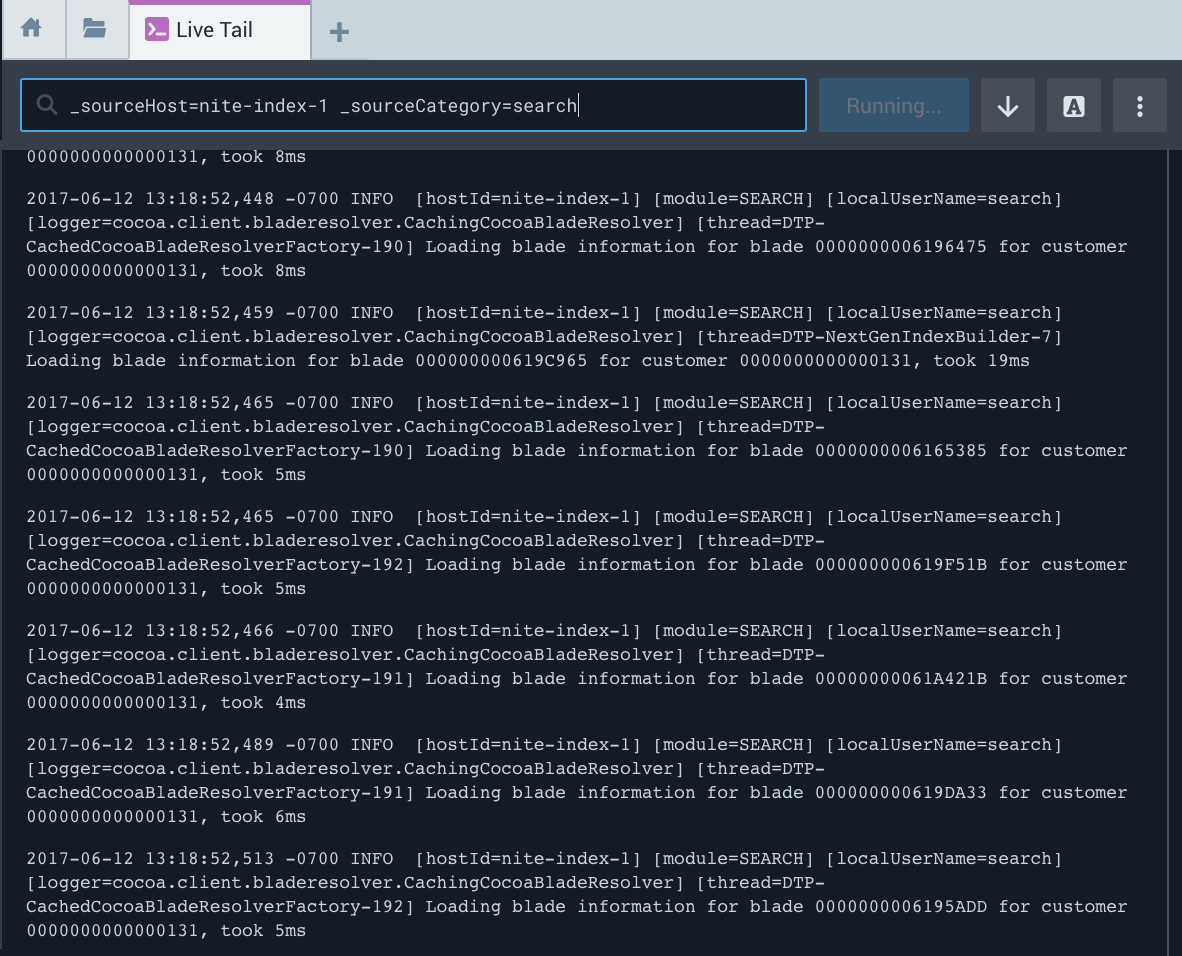 Live Tail
_sourceHost=nite-index-1 _sourceCategory=search
Running...
A
0000000000000131, took 8ms
2017-06-12 13:18:52,448 -0700 INFO  [hostId=nite-index-1] [module=SEARCH] [localUserName=search]
[logger=cocoa.client.bladeresolver.CachingCocoaBladeResolver] [thread=DTP-
CachedCocoaBladeResolverFactory-190] Loading blade information for blade 0000000006196475 for customer
0000000000000131, took 8ms
2017-06-12 13:18:52,459 -0700 INFO  [hostId=nite-index-1] [module=SEARCH] [localUserName=search]
[logger=cocoa.client.bladeresolver.CachingCocoaBladeResolver] [thread=DTP-NextGenIndexBuilder-7]
Loading blade information for blade 000000000619C965 for customer 0000000000000131, took 19ms
2017-06-12 13:18:52,465 -0700 INFO  [hostId=nite-index-1] [module=SEARCH] [localUserName=search]
[logger=cocoa.client.bladeresolver.CachingCocoaBladeResolver] [thread=DTP-
CachedCocoaBladeResolverFactory-190] Loading blade information for blade 0000000006165385 for customer
0000000000000131, took 5ms
2017-06-12 13:18:52,465 -0700 INFO  [hostId=nite-index-1] [module=SEARCH] [localUserName=search]
[logger=cocoa.client.bladeresolver.CachingCocoaBladeResolver] [thread=DTP-
CachedCocoaBladeResolverFactory-192] Loading blade information for blade 000000000619F51B for customer
0000000000000131, took 5ms
2017-06-12 13:18:52,466 -0700 INFO  [hostId=nite-index-1] [module=SEARCH] [localUserName=search]
[logger=cocoa.client.bladeresolver.CachingCocoaBladeResolver] [thread=DTP-
CachedCocoaBladeResolverFactory-191] Loading blade information for blade 00000000061A421B for customer
0000000000000131, took 4ms
2017-06-12 13:18:52,489 -0700 INFO  [hostId=nite-index-1] [module=SEARCH] [localUserName=search]
[logger=cocoa.client.bladeresolver.CachingCocoaBladeResolver] [thread=DTP-
CachedCocoaBladeResolverFactory-191] Loading blade information for blade 000000000619DA33 for customer
0000000000000131, took 6ms
2017-06-12 13:18:52,513 -0700 INFO  [hostId=nite-index-1] [module=SEARCH] [localUserName=search]
[logger=cocoa.client.bladeresolver.CachingCocoaBladeResolver] [thread=DTP-
CachedCocoaBladeResolverFactory-192] Loading blade information for blade 0000000006195ADD for customer
0000000000000131, took 5ms